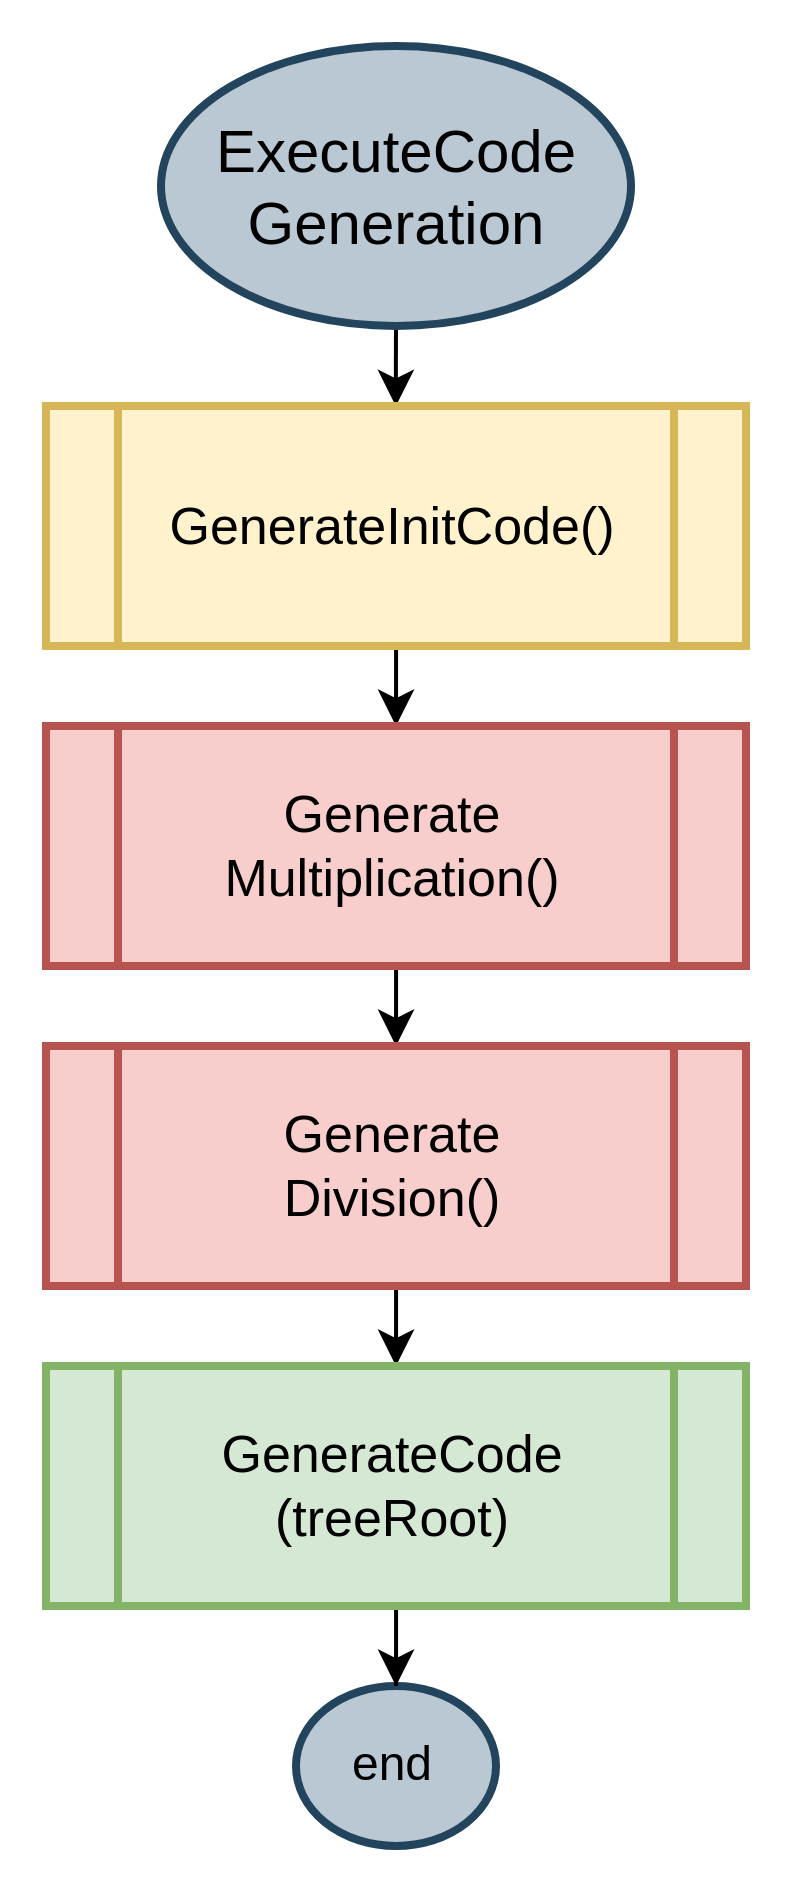 ExecuteCode
Generation
GenerateInitCode()
Generate
Multiplication()
Generate
Division()
GenerateCode
(treeRoot)
end